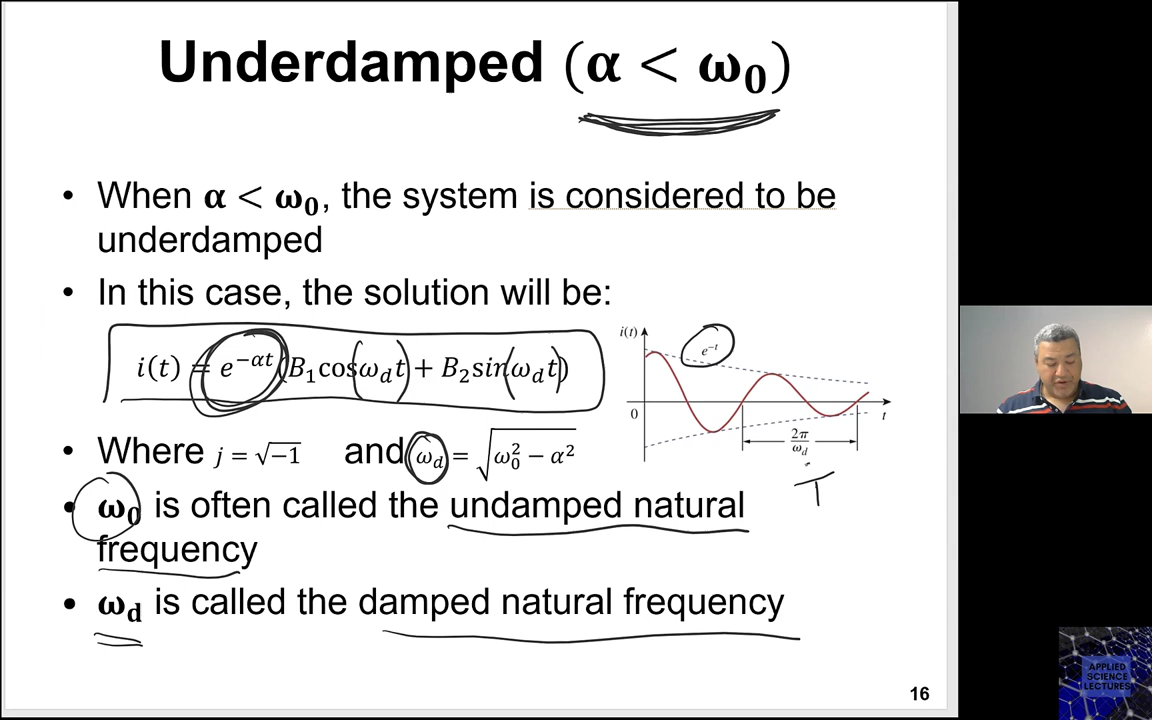 Underdamped (α < ω₀)
• When α < ω₀, the system is considered to be
underdamped
• In this case, the solution will be:
i(t) = e^{−αt}(B₁cos(ω_d t) + B₂sin(ω_d t))
i(t)
e^{−t}
0
t
2π/ω_d
T
• Where j = √−1 and ω_d = √(ω₀² − α²)
• ω₀ is often called the undamped natural
frequency
• ω_d is called the damped natural frequency
16
APPLIED
SCIENCE
LECTURES